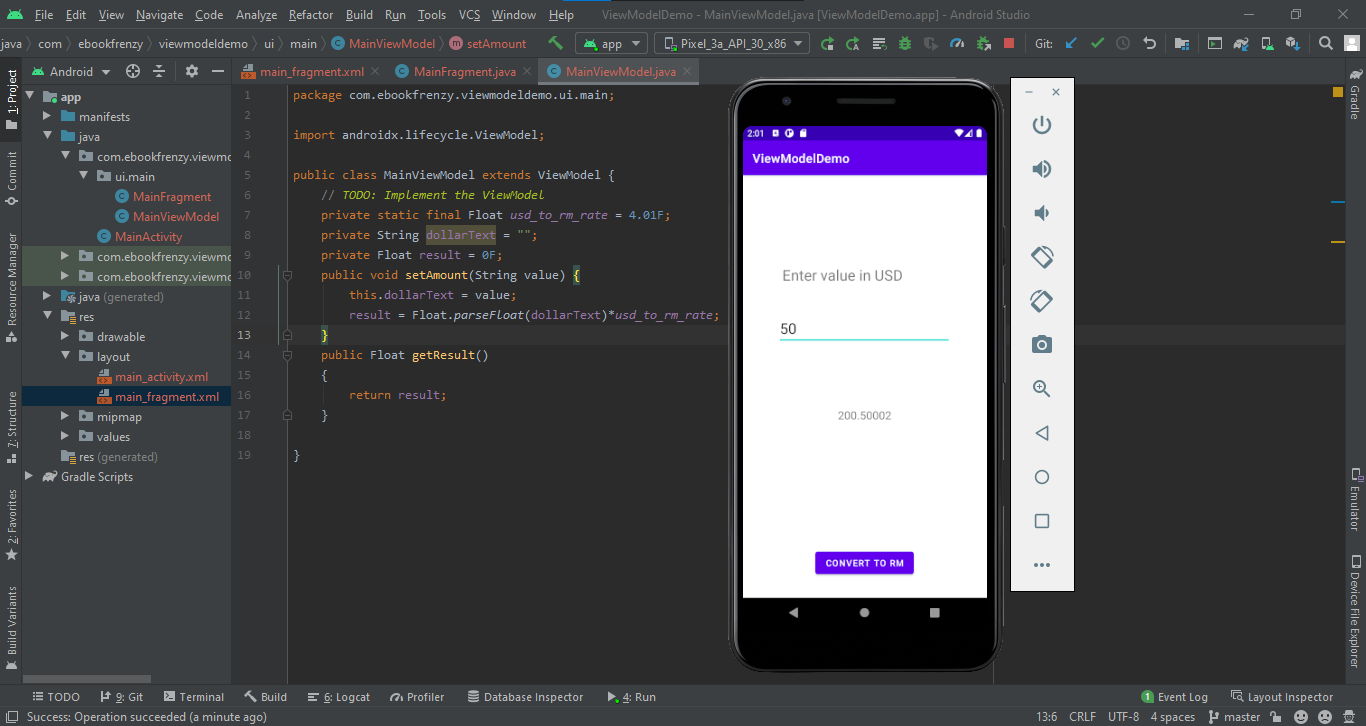 File Edit View Navigate Code Analyze Refactor Build Run Tools VCS Window Help ViewModelDemo - MainViewModel.java [ViewModelDemo.app] - Android Studio
java com ebookfrenzy viewmodeldemo ui main MainViewModel setAmount app Pixel_3a_API_30_x86 Git:
Android main_fragment.xml MainFragment.java MainViewModel.java
1: Project
Commit
Resource Manager
7: Structure
2: Favorites
Build Variants
app
manifests
java
com.ebookfrenzy.viewmo
ui.main
MainFragment
MainViewModel
MainActivity
com.ebookfrenzy.viewmo
com.ebookfrenzy.viewmo
java (generated)
res
drawable
layout
main_activity.xml
main_fragment.xml
mipmap
values
res (generated)
Gradle Scripts
1 package com.ebookfrenzy.viewmodeldemo.ui.main;
2
3 import androidx.lifecycle.ViewModel;
4
5 public class MainViewModel extends ViewModel {
6 // TODO: Implement the ViewModel
7 private static final Float usd_to_rm_rate = 4.01F;
8 private String dollarText = "";
9 private Float result = 0F;
10 public void setAmount(String value) {
11 this.dollarText = value;
12 result = Float.parseFloat(dollarText)*usd_to_rm_rate;
13 }
14 public Float getResult()
15 {
16 return result;
17 }
18
19 }
2:01
ViewModelDemo
Enter value in USD
50
200.50002
CONVERT TO RM
Gradle
Emulator
Device File Explorer
TODO 9: Git Terminal Build 6: Logcat Profiler Database Inspector 4: Run 1 Event Log Layout Inspector
Success: Operation succeeded (a minute ago) 13:6 CRLF UTF-8 4 spaces master